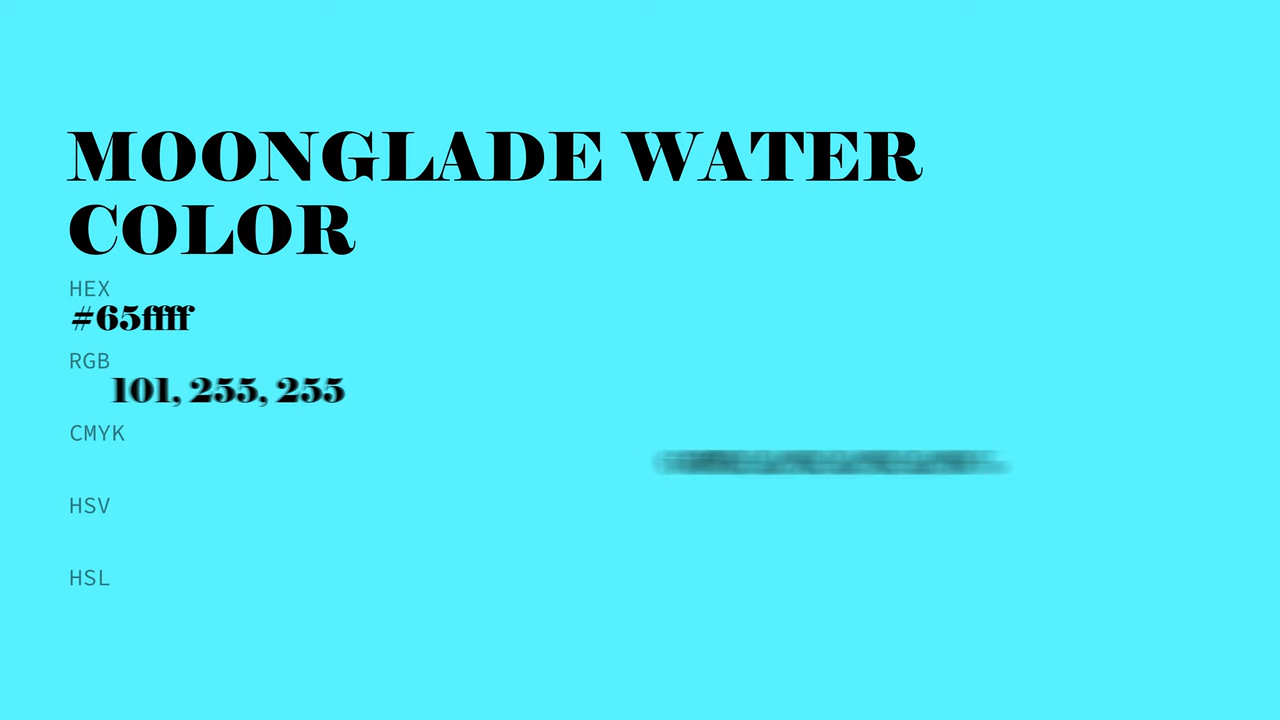 MOONGLADE WATER
COLOR
HEX
#65ffff
RGB
101, 255, 255
CMYK
HSV
HSL